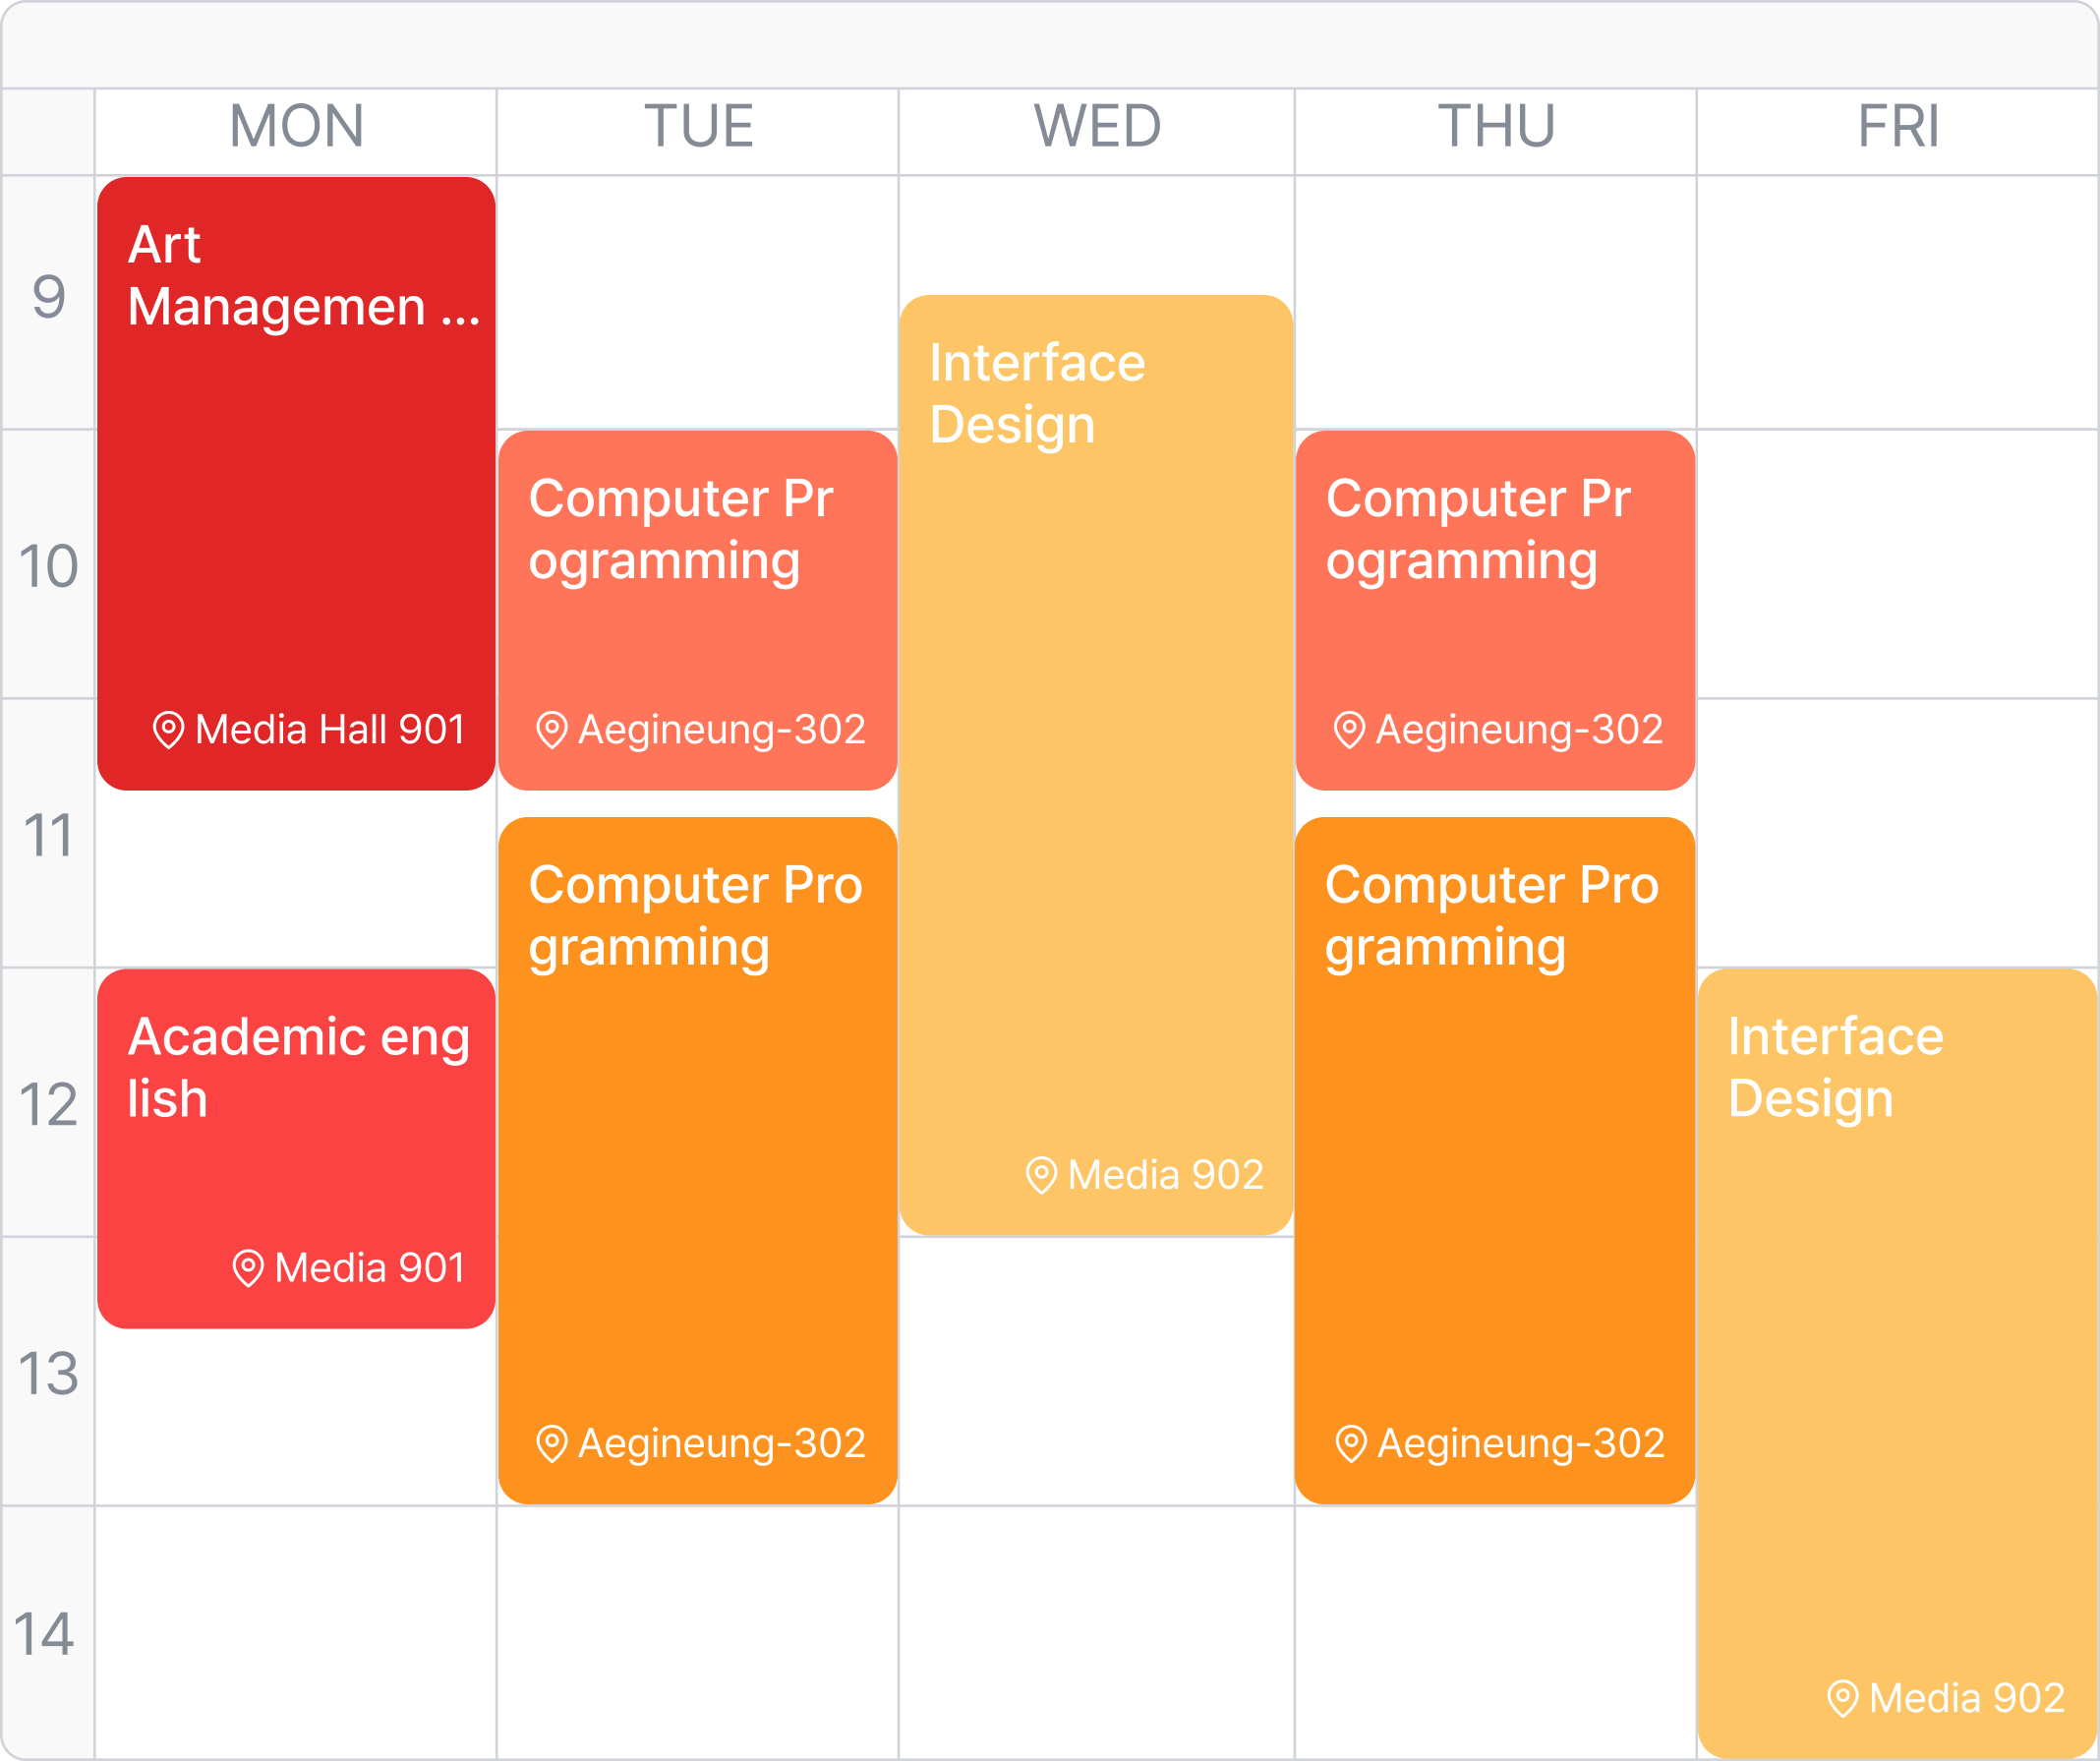 MON
TUE
WED
THU
FRI
9
10
11
12
13
14
Art
Managemen ...
Media Hall 901
Academic eng
lish
Media 901
Computer Pr
ogramming
Aegineung-302
Computer Pro
gramming
Aegineung-302
Interface
Design
Media 902
Computer Pr
ogramming
Aegineung-302
Computer Pro
gramming
Aegineung-302
Interface
Design
Media 902